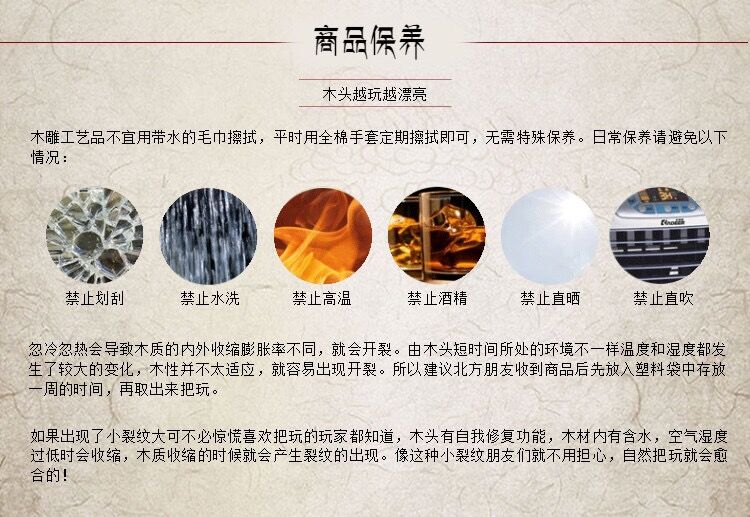 商品保养
木头越玩越漂亮
木雕工艺品不宜用带水的毛巾擦拭，平时用全棉手套定期擦拭即可，无需特殊保养。日常保养请避免以下
情况：
禁止划刮 禁止水洗 禁止高温 禁止酒精 禁止直晒 禁止直吹
忽冷忽热会导致木质的内外收缩膨胀率不同，就会开裂。由木头短时间所处的环境不一样温度和湿度都发
生了较大的变化，木性并不太适应，就容易出现开裂。所以建议北方朋友收到商品后先放入塑料袋中存放
一周的时间，再取出来把玩。
如果出现了小裂纹大可不必惊慌喜欢把玩的玩家都知道，木头有自我修复功能，木材内有含水，空气湿度
过低时会收缩，木质收缩的时候就会产生裂纹的出现。像这种小裂纹朋友们就不用担心，自然把玩就会愈
合的!